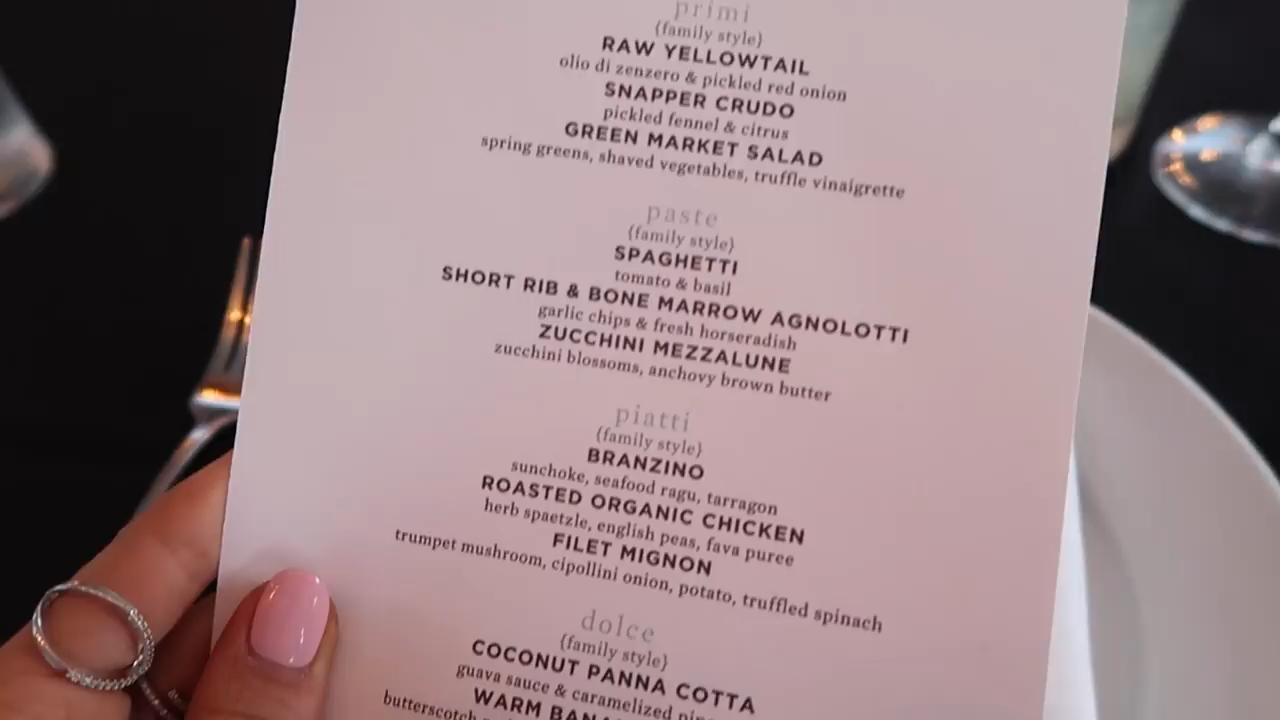 primi
{family style}
RAW YELLOWTAIL
olio di zenzero & pickled red onion
SNAPPER CRUDO
pickled fennel & citrus
GREEN MARKET SALAD
spring greens, shaved vegetables, truffle vinaigrette
paste
{family style}
SPAGHETTI
tomato & basil
SHORT RIB & BONE MARROW AGNOLOTTI
garlic chips & fresh horseradish
ZUCCHINI MEZZALUNE
zucchini blossoms, anchovy brown butter
piatti
{family style}
BRANZINO
sunchoke, seafood ragu, tarragon
ROASTED ORGANIC CHICKEN
herb spaetzle, english peas, fava puree
FILET MIGNON
trumpet mushroom, cipollini onion, potato, truffled spinach
dolce
{family style}
COCONUT PANNA COTTA
guava sauce & caramelized
WARM
butterscotch